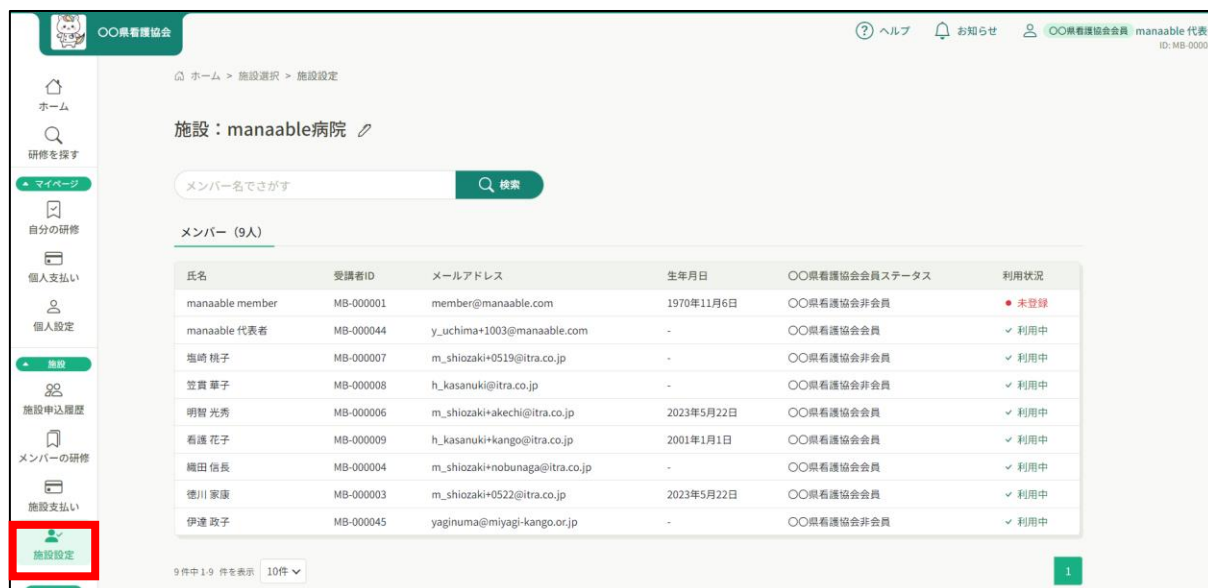 〇〇県看護協会
ヘルプ お知らせ 〇〇県看護協会会員 manaable 代表
ID: MB-0000
ホーム > 施設選択 > 施設設定
ホーム
研修を探す
マイページ
自分の研修
個人支払い
個人設定
施設
施設申込履歴
メンバーの研修
施設支払い
施設設定
施設：manaable病院
メンバー名でさがす 検索
メンバー（9人）
氏名 受講者ID メールアドレス 生年月日 〇〇県看護協会会員ステータス 利用状況
manaable member MB-000001 member@manaable.com 1970年11月6日 〇〇県看護協会非会員 未登録
manaable 代表者 MB-000044 y_uchima+1003@manaable.com - 〇〇県看護協会会員 利用中
塩崎 桃子 MB-000007 m_shiozaki+0519@itra.co.jp - 〇〇県看護協会非会員 利用中
笠貫 華子 MB-000008 h_kasanuki@itra.co.jp - 〇〇県看護協会非会員 利用中
明智 光秀 MB-000006 m_shiozaki+akechi@itra.co.jp 2023年5月22日 〇〇県看護協会会員 利用中
看護 花子 MB-000009 h_kasanuki+kango@itra.co.jp 2001年1月1日 〇〇県看護協会会員 利用中
織田 信長 MB-000004 m_shiozaki+nobunaga@itra.co.jp - 〇〇県看護協会会員 利用中
徳川 家康 MB-000003 m_shiozaki+0522@itra.co.jp 2023年5月22日 〇〇県看護協会会員 利用中
伊達 政子 MB-000045 yaginuma@miyagi-kango.or.jp - 〇〇県看護協会非会員 利用中
9件中1-9 件を表示 10件 1